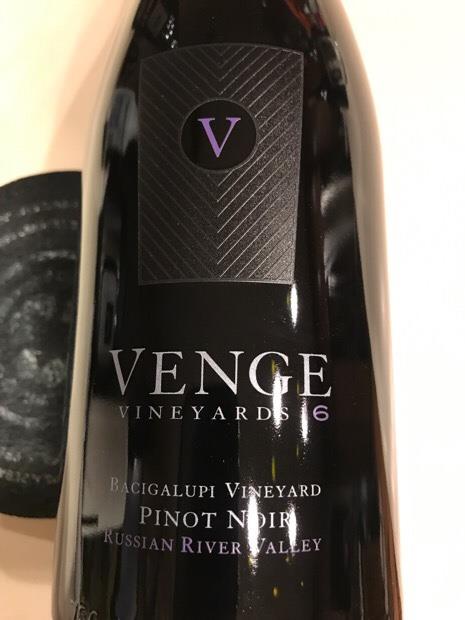 V
VENGE
VINEYARDS 6
BACIGALUPI VINEYARD
PINOT NOIR
RUSSIAN RIVER VALLEY